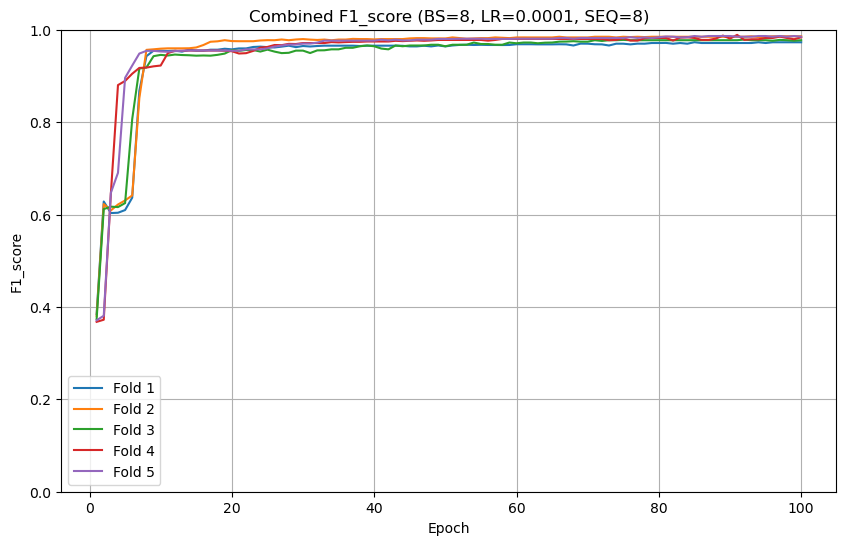 Combined F1_score (BS=8, LR=0.0001, SEQ=8)
1.0
0.8
0.6
0.4
0.2
0.0
F1_score
Fold 1
Fold 2
Fold 3
Fold 4
Fold 5
0 20 40 60 80 100
Epoch